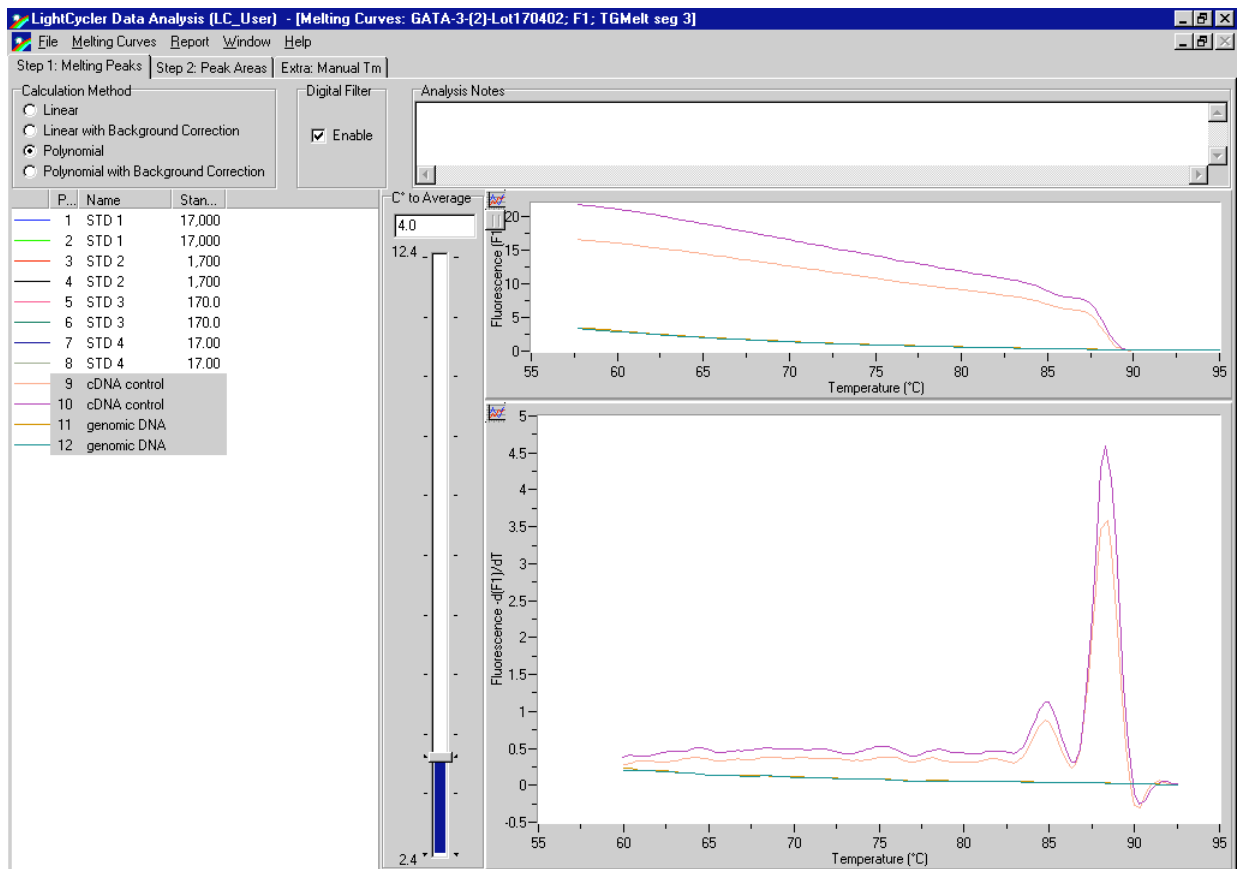 LightCycler Data Analysis (LC_User) - [Melting Curves: GATA-3-(2)-Lot170402; F1; TGMelt seg 3]
File Melting Curves Report Window Help
Step 1: Melting Peaks Step 2: Peak Areas Extra: Manual Tm
Calculation Method
Linear
Linear with Background Correction
Polynomial
Polynomial with Background Correction
Digital Filter
Enable
Analysis Notes
P... Name Stan...
1 STD 1 17,000
2 STD 1 17,000
3 STD 2 1,700
4 STD 2 1,700
5 STD 3 170.0
6 STD 3 170.0
7 STD 4 17.00
8 STD 4 17.00
9 cDNA control
10 cDNA control
11 genomic DNA
12 genomic DNA
C° to Average
4.0
12.4
2.4
Fluorescence (F1
20
15
10
5
0
55 60 65 70 75 80 85 90 95
Temperature (°C)
Fluorescence -d(F1)/dT
5
4.5
4
3.5
3
2.5
2
1.5
1
0.5
0
-0.5
55 60 65 70 75 80 85 90 95
Temperature (°C)